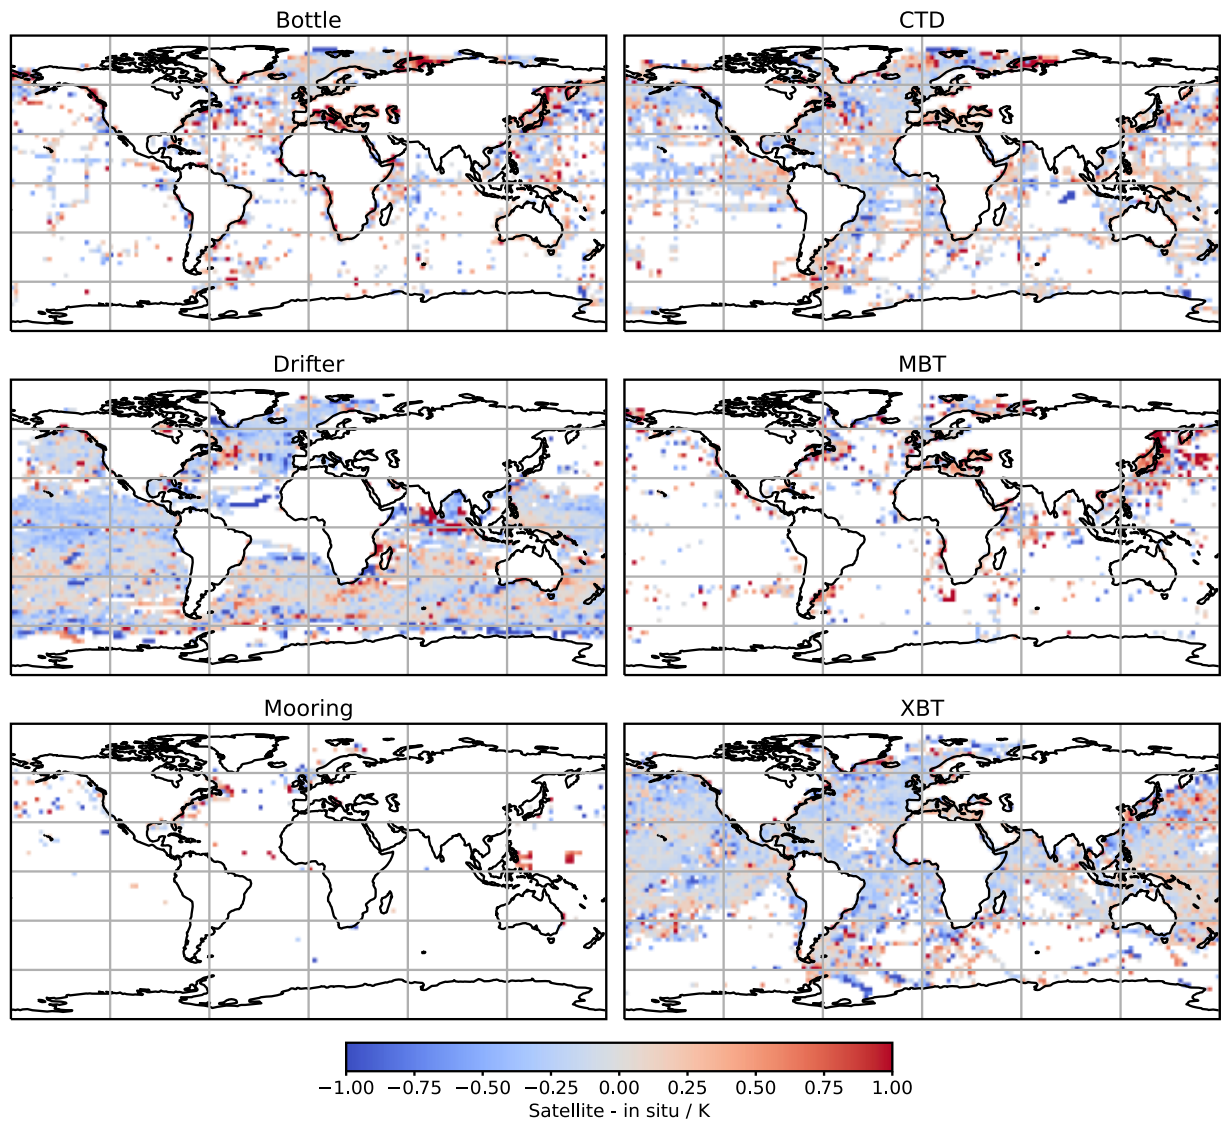 Bottle
CTD
Drifter
MBT
Mooring
XBT
−1.00 −0.75 −0.50 −0.25 0.00 0.25 0.50 0.75 1.00
Satellite - in situ / K